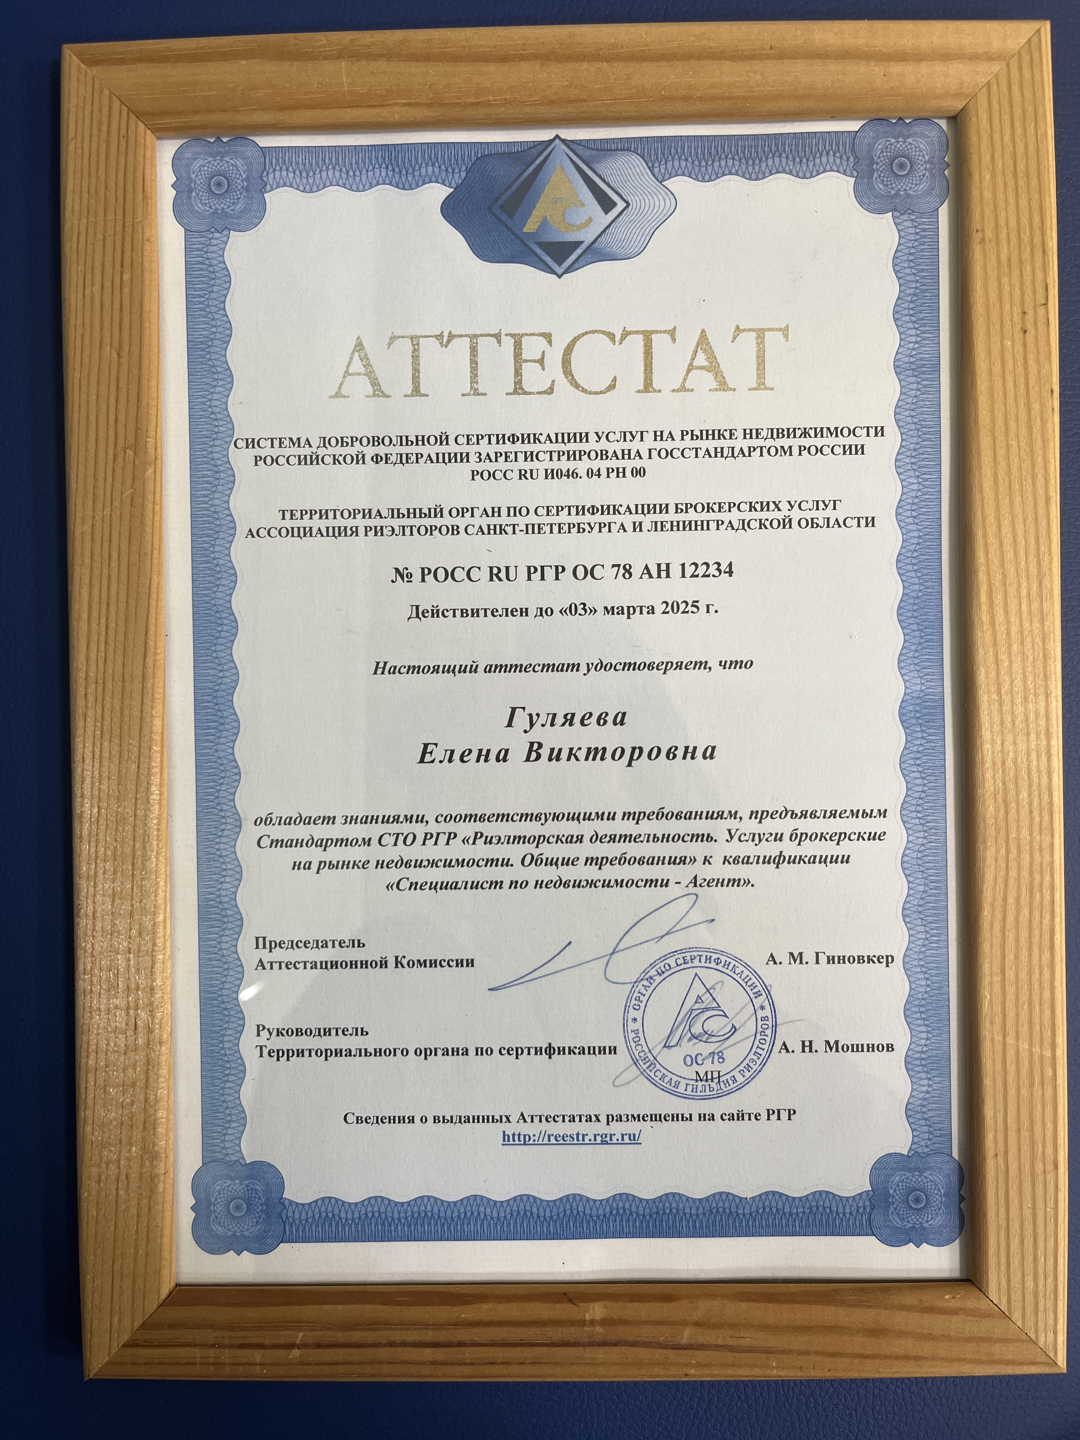 АС
АТТЕСТАТ
СИСТЕМА ДОБРОВОЛЬНОЙ СЕРТИФИКАЦИИ УСЛУГ НА РЫНКЕ НЕДВИЖИМОСТИ
РОССИЙСКОЙ ФЕДЕРАЦИИ ЗАРЕГИСТРИРОВАНА ГОССТАНДАРТОМ РОССИИ
РОСС RU И046. 04 РН 00
ТЕРРИТОРИАЛЬНЫЙ ОРГАН ПО СЕРТИФИКАЦИИ БРОКЕРСКИХ УСЛУГ
АССОЦИАЦИЯ РИЭЛТОРОВ САНКТ-ПЕТЕРБУРГА И ЛЕНИНГРАДСКОЙ ОБЛАСТИ
№ РОСС RU РГР ОС 78 АН 12234
Действителен до «03» марта 2025 г.
Настоящий аттестат удостоверяет, что
Гуляева
Елена Викторовна
обладает знаниями, соответствующими требованиям, предъявляемым
Стандартом СТО РГР «Риэлторская деятельность. Услуги брокерские
на рынке недвижимости. Общие требования» к квалификации
«Специалист по недвижимости - Агент».
Председатель
Аттестационной Комиссии
А. М. Гиновкер
Руководитель
Территориального органа по сертификации
А. Н. Мошнов
ОРГАН ПО СЕРТИФИКАЦИИ
РОССИЙСКАЯ ГИЛЬДИЯ РИЭЛТОРОВ
АС
ОС 78
МП
Сведения о выданных Аттестатах размещены на сайте РГР
http://reestr.rgr.ru/